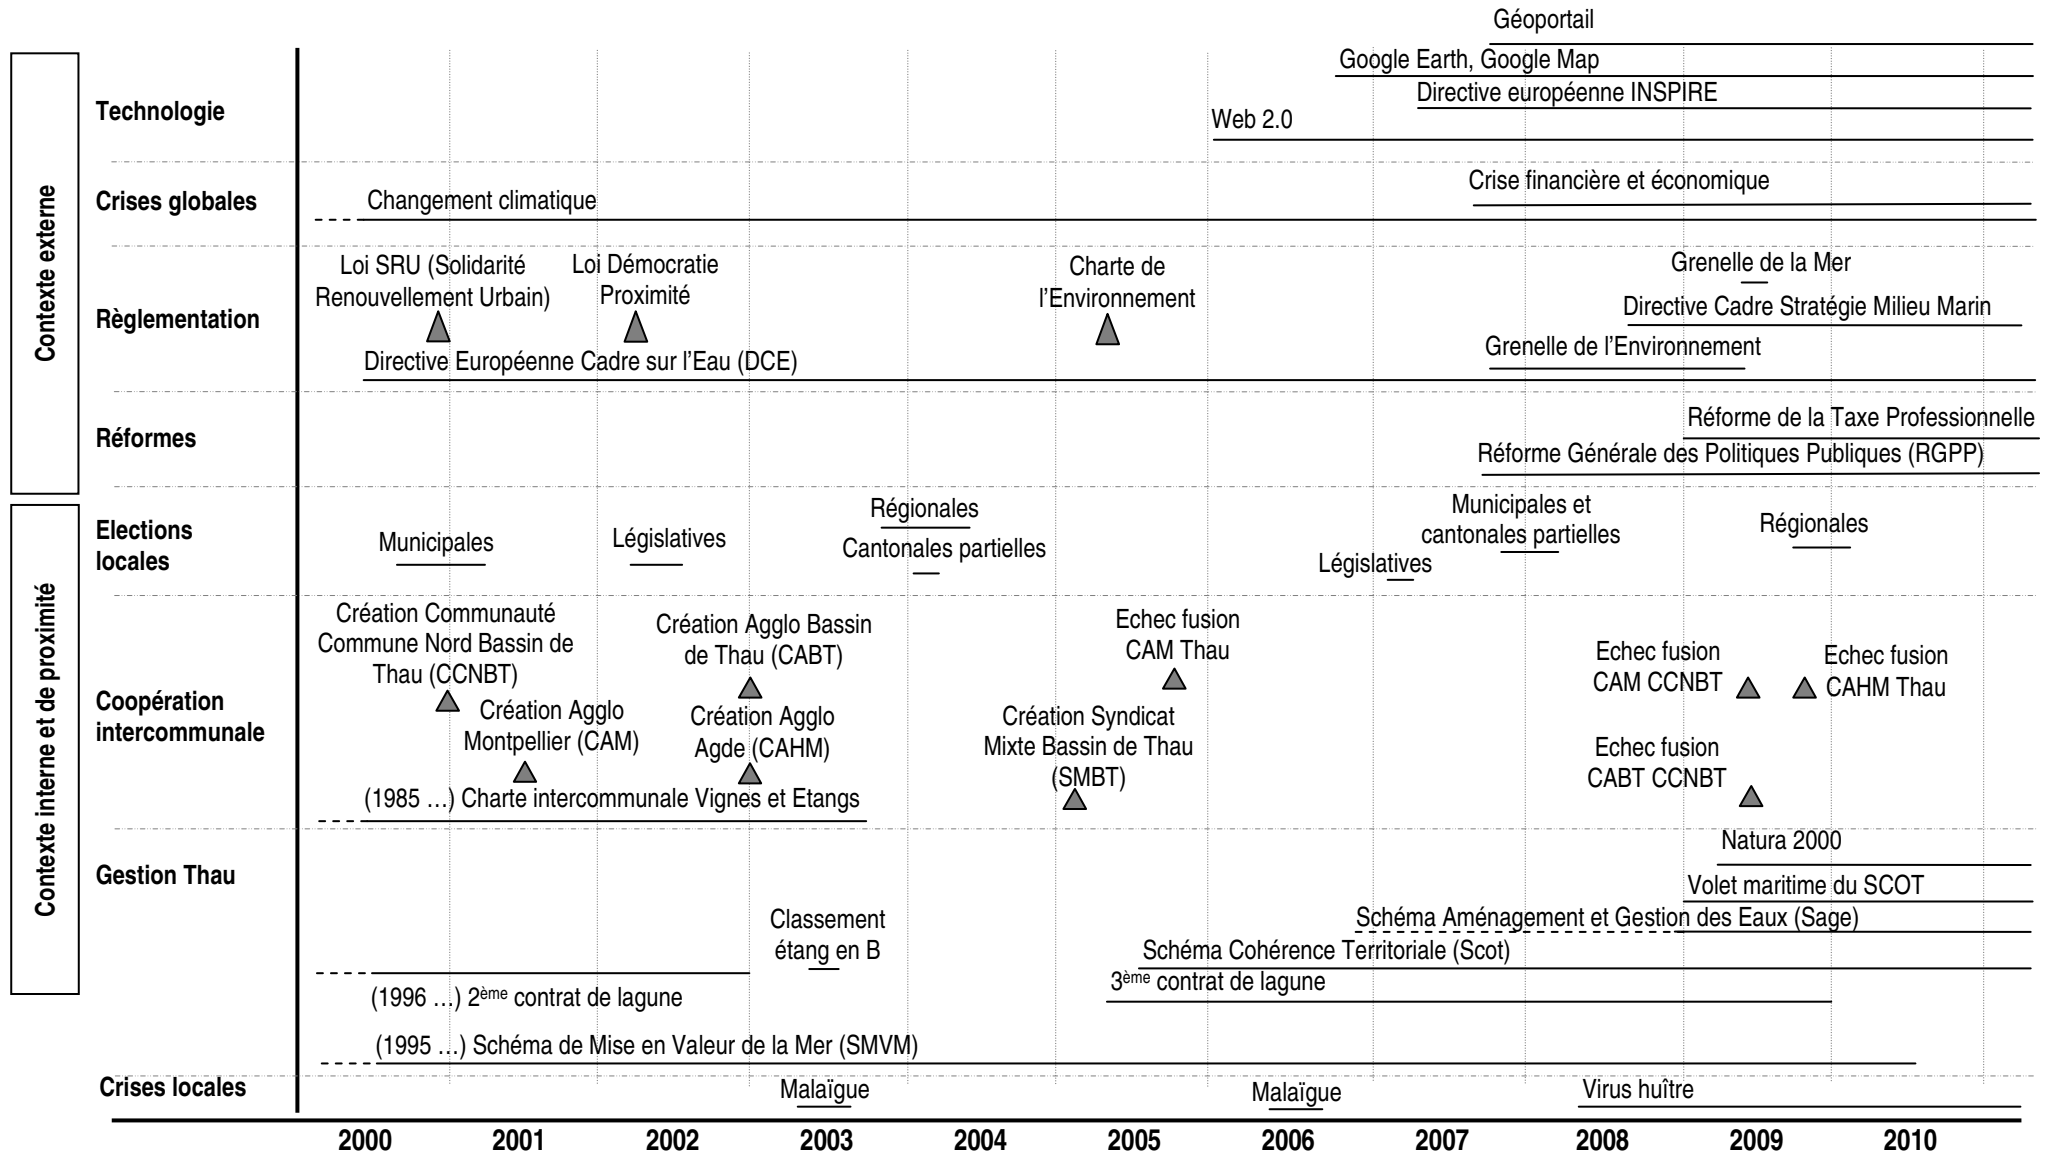 Géoportail
Google Earth, Google Map
Directive européenne INSPIRE
Technologie
Web 2.0
Contexte externe
Crise financière et économique
Crises globales
Changement climatique
Loi SRU (Solidarité
Renouvellement Urbain)
Loi Démocratie
Proximité
Charte de
l'Environnement
Grenelle de la Mer
Directive Cadre Stratégie Milieu Marin
Règlementation
Grenelle de l'Environnement
Directive Européenne Cadre sur l'Eau (DCE)
Réforme de la Taxe Professionnelle
Réformes
Réforme Générale des Politiques Publiques (RGPP)
Contexte interne et de proximité
Elections
locales
Municipales
Législatives
Régionales
Cantonales partielles
Législatives
Municipales et
cantonales partielles
Régionales
Coopération
intercommunale
Création Communauté
Commune Nord Bassin de
Thau (CCNBT)
Création Agglo
Montpellier (CAM)
Création Agglo Bassin
de Thau (CABT)
Création Agglo
Agde (CAHM)
Echec fusion
CAM Thau
Création Syndicat
Mixte Bassin de Thau
(SMBT)
Echec fusion
CAM CCNBT
Echec fusion
CAHM Thau
Echec fusion
CABT CCNBT
(1985 ...) Charte intercommunale Vignes et Etangs
Gestion Thau
Natura 2000
Volet maritime du SCOT
Schéma Aménagement et Gestion des Eaux (Sage)
Classement
étang en B
Schéma Cohérence Territoriale (Scot)
3ème contrat de lagune
(1996 ...) 2ème contrat de lagune
(1995 ...) Schéma de Mise en Valeur de la Mer (SMVM)
Crises locales
Malaïgue
Malaïgue
Virus huître
2000 2001 2002 2003 2004 2005 2006 2007 2008 2009 2010